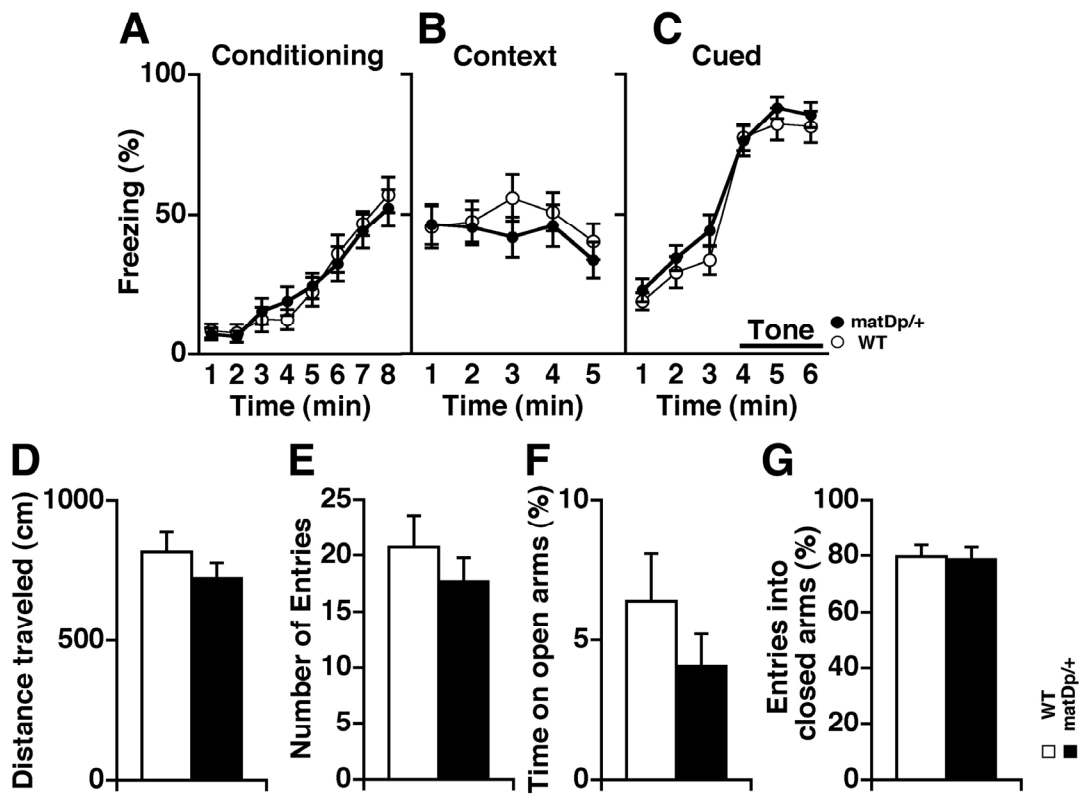 A
B
C
Conditioning
Context
Cued
Freezing (%)
100
50
0
Tone
matDp/+
WT
1 2 3 4 5 6 7 8
1 2 3 4 5
1 2 3 4 5 6
Time (min)
Time (min)
Time (min)
D
E
F
G
Distance traveled (cm)
1000
500
0
Number of Entries
25
20
15
10
5
0
Time on open arms (%)
10
5
0
Entries into
closed arms (%)
100
80
60
40
20
0
WT
matDp/+